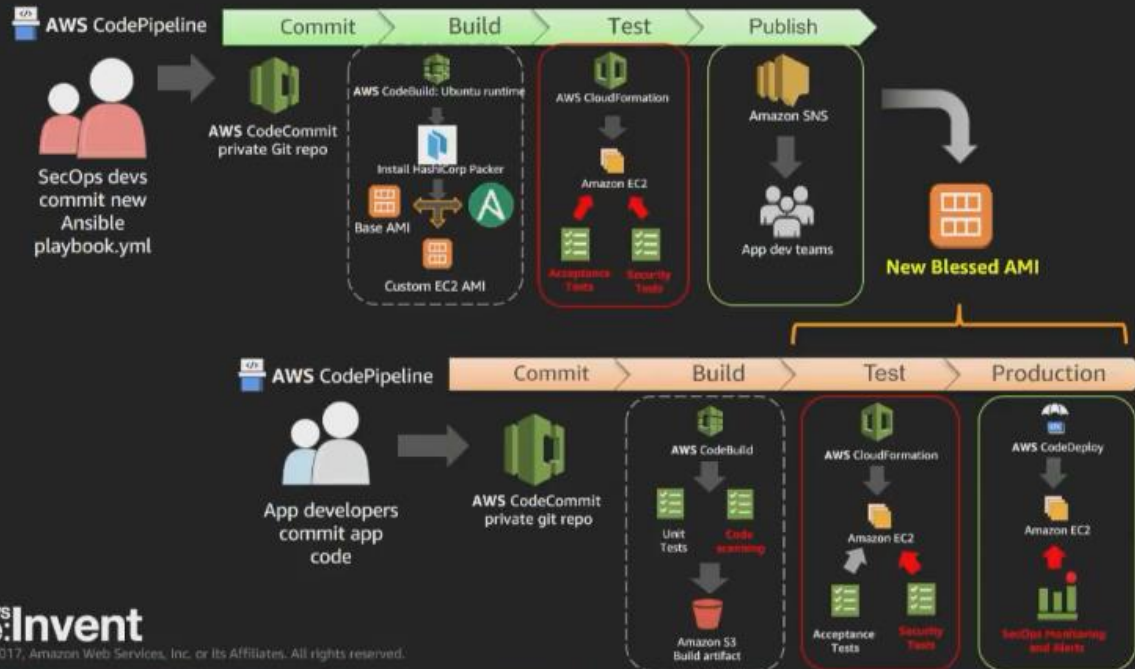 AWS CodePipeline
Commit
Build
Test
Publish
SecOps devs
commit new
Ansible
playbook.yml
AWS CodeCommit
private Git repo
AWS CodeBuild: Ubuntu runtime
Install HashiCorp Packer
Base AMI
A
Custom EC2 AMI
AWS CloudFormation
Amazon EC2
Acceptance
Tests
Security
Tests
Amazon SNS
App dev teams
New Blessed AMI
AWS CodePipeline
Commit
Build
Test
Production
App developers
commit app
code
AWS CodeCommit
private git repo
AWS CodeBuild
Unit
Tests
Code
scanning
Amazon S3
Build artifact
AWS CloudFormation
Amazon EC2
Acceptance
Tests
Security
Tests
AWS CodeDeploy
Amazon EC2
SecOps Monitoring
and Alerts
:Invent
017, Amazon Web Services, Inc. or its Affiliates. All rights reserved.